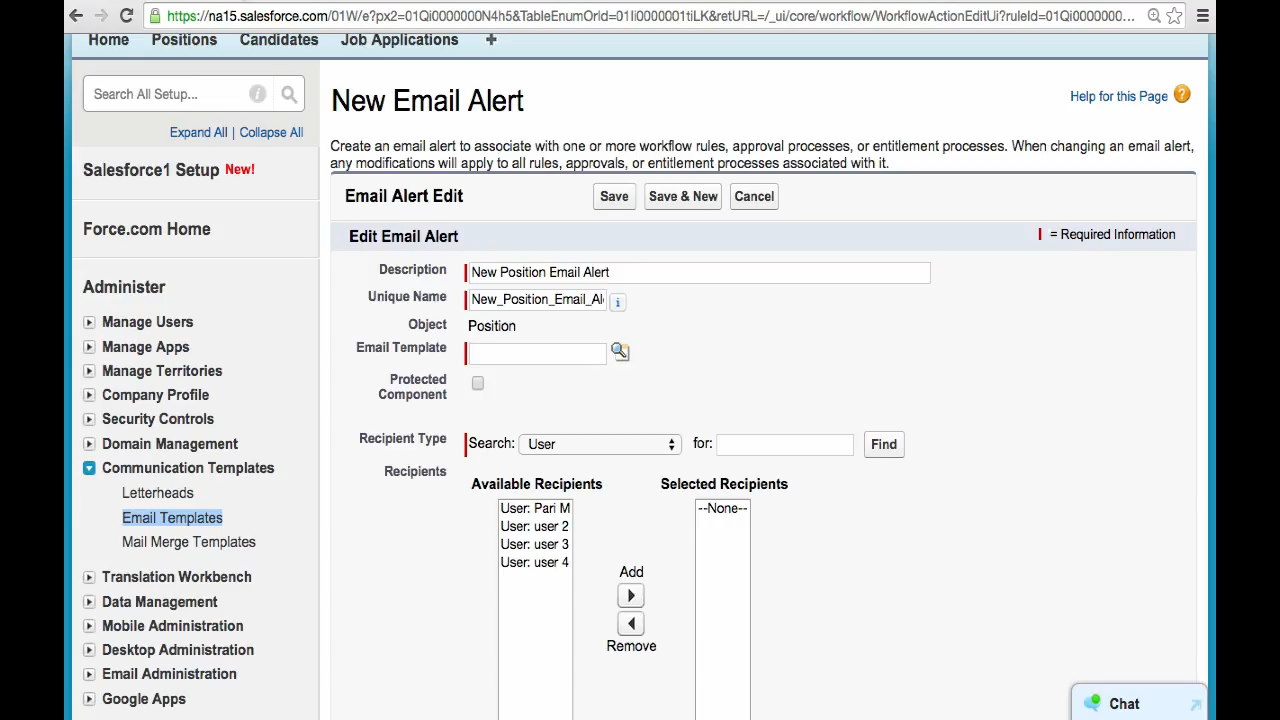 https://na15.salesforce.com/01W/e?px2=01Qi0000000N4h5&TableEnumOrId=01Ii0000001tiLK&retURL=/_ui/core/workflow/WorkflowActionEditUi?ruleId=01Qi0000000...
Home Positions Candidates Job Applications +
Search All Setup...
Expand All | Collapse All
Salesforce1 Setup New!
Force.com Home
Administer
Manage Users
Manage Apps
Manage Territories
Company Profile
Security Controls
Domain Management
Communication Templates
Letterheads
Email Templates
Mail Merge Templates
Translation Workbench
Data Management
Mobile Administration
Desktop Administration
Email Administration
Google Apps
New Email Alert
Help for this Page ?
Create an email alert to associate with one or more workflow rules, approval processes, or entitlement processes. When changing an email alert,
any modifications will apply to all rules, approvals, or entitlement processes associated with it.
Email Alert Edit Save Save & New Cancel
Edit Email Alert = Required Information
Description New Position Email Alert
Unique Name New_Position_Email_Al i
Object Position
Email Template
Protected
Component
Recipient Type Search: User for: Find
Recipients
Available Recipients Selected Recipients
User: Pari M --None--
User: user 2
User: user 3
User: user 4
Add
Remove
Chat